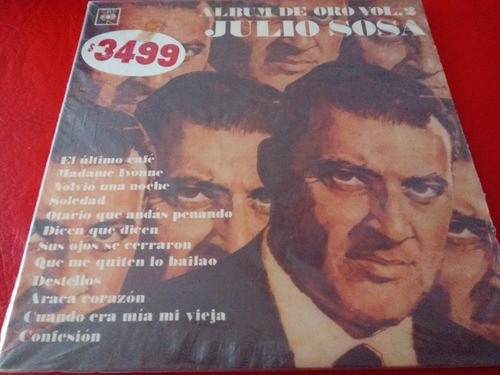 ALBUM DE ORO VOL. 2
JULIO SOSA
$3499
El último café
Madame Ivonne
Volvió una noche
Soledad
Otario que andas penando
Dicen que dicen
Sus ojos se cerraron
Que me quiten lo bailao
Destellos
Araca corazón
Cuando era mía mi vieja
Confesión